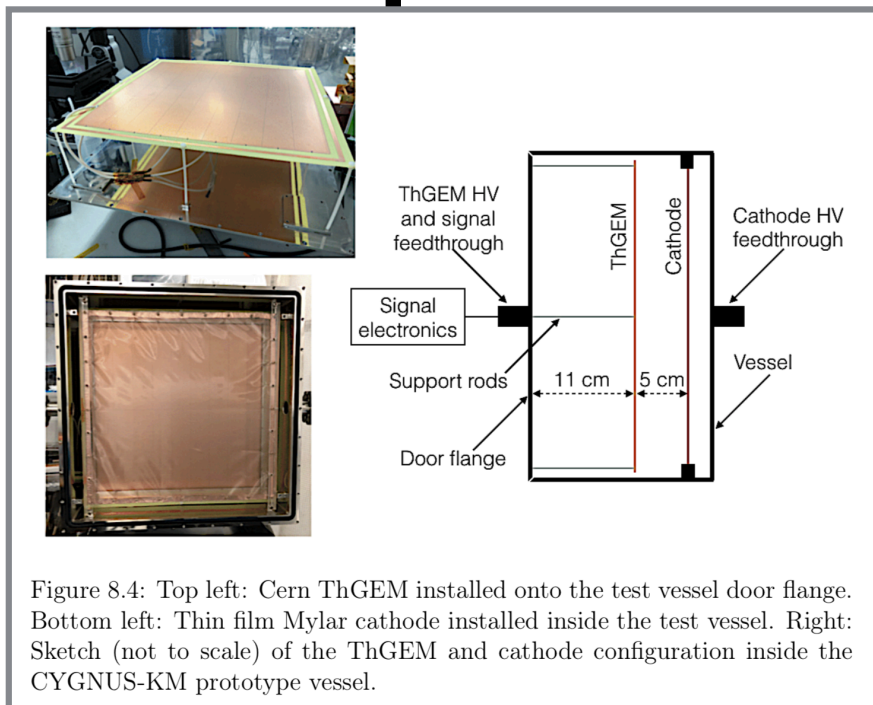 ThGEM HV
and signal
feedthrough
ThGEM
Cathode
Cathode HV
feedthrough
Signal
electronics
Support rods
11 cm
5 cm
Vessel
Door flange
Figure 8.4: Top left: Cern ThGEM installed onto the test vessel door flange.
Bottom left: Thin film Mylar cathode installed inside the test vessel. Right:
Sketch (not to scale) of the ThGEM and cathode configuration inside the
CYGNUS-KM prototype vessel.